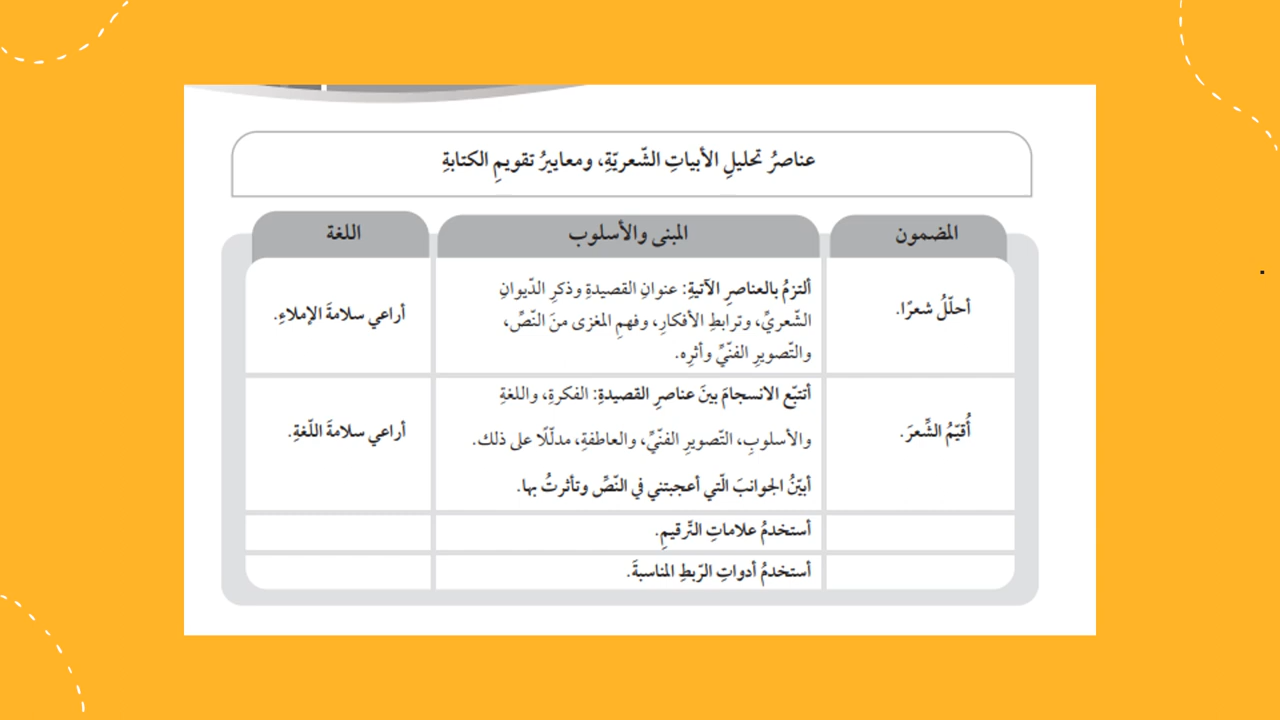 عناصرُ تحليلِ الأبياتِ الشّعريّةِ، ومعاييرُ تقويمِ الكتابةِ
المضمون
المبنى والأسلوب
اللغة
أحلّلُ شعرًا.
ألتزمُ بالعناصرِ الآتيةِ: عنوانِ القصيدةِ وذكرِ الدّيوانِ
الشّعريِّ، وترابطِ الأفكارِ، وفهمِ المغزى منَ النّصِّ،
والتّصويرِ الفنّيِّ وأثرِه.
أراعي سلامةَ الإملاءِ.
أُقيّمُ الشِّعرَ.
أتتبّع الانسجامَ بينَ عناصرِ القصيدةِ: الفكرةِ، واللغةِ
والأسلوبِ، التّصويرِ الفنّيِّ، والعاطفةِ، مدلّلًا على ذلك.
أبيّنُ الجوانبَ الّتي أعجبتني في النّصِّ وتأثرتُ بها.
أراعي سلامةَ اللّغةِ.
أستخدمُ علاماتِ التَّرقيمِ.
أستخدمُ أدواتِ الرّبطِ المناسبةَ.